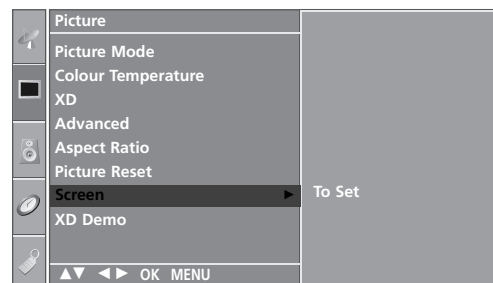 Picture
Picture Mode
Colour Temperature
XD
Advanced
Aspect Ratio
Picture Reset
Screen ► To Set
XD Demo
▲▼ ◄► OK MENU